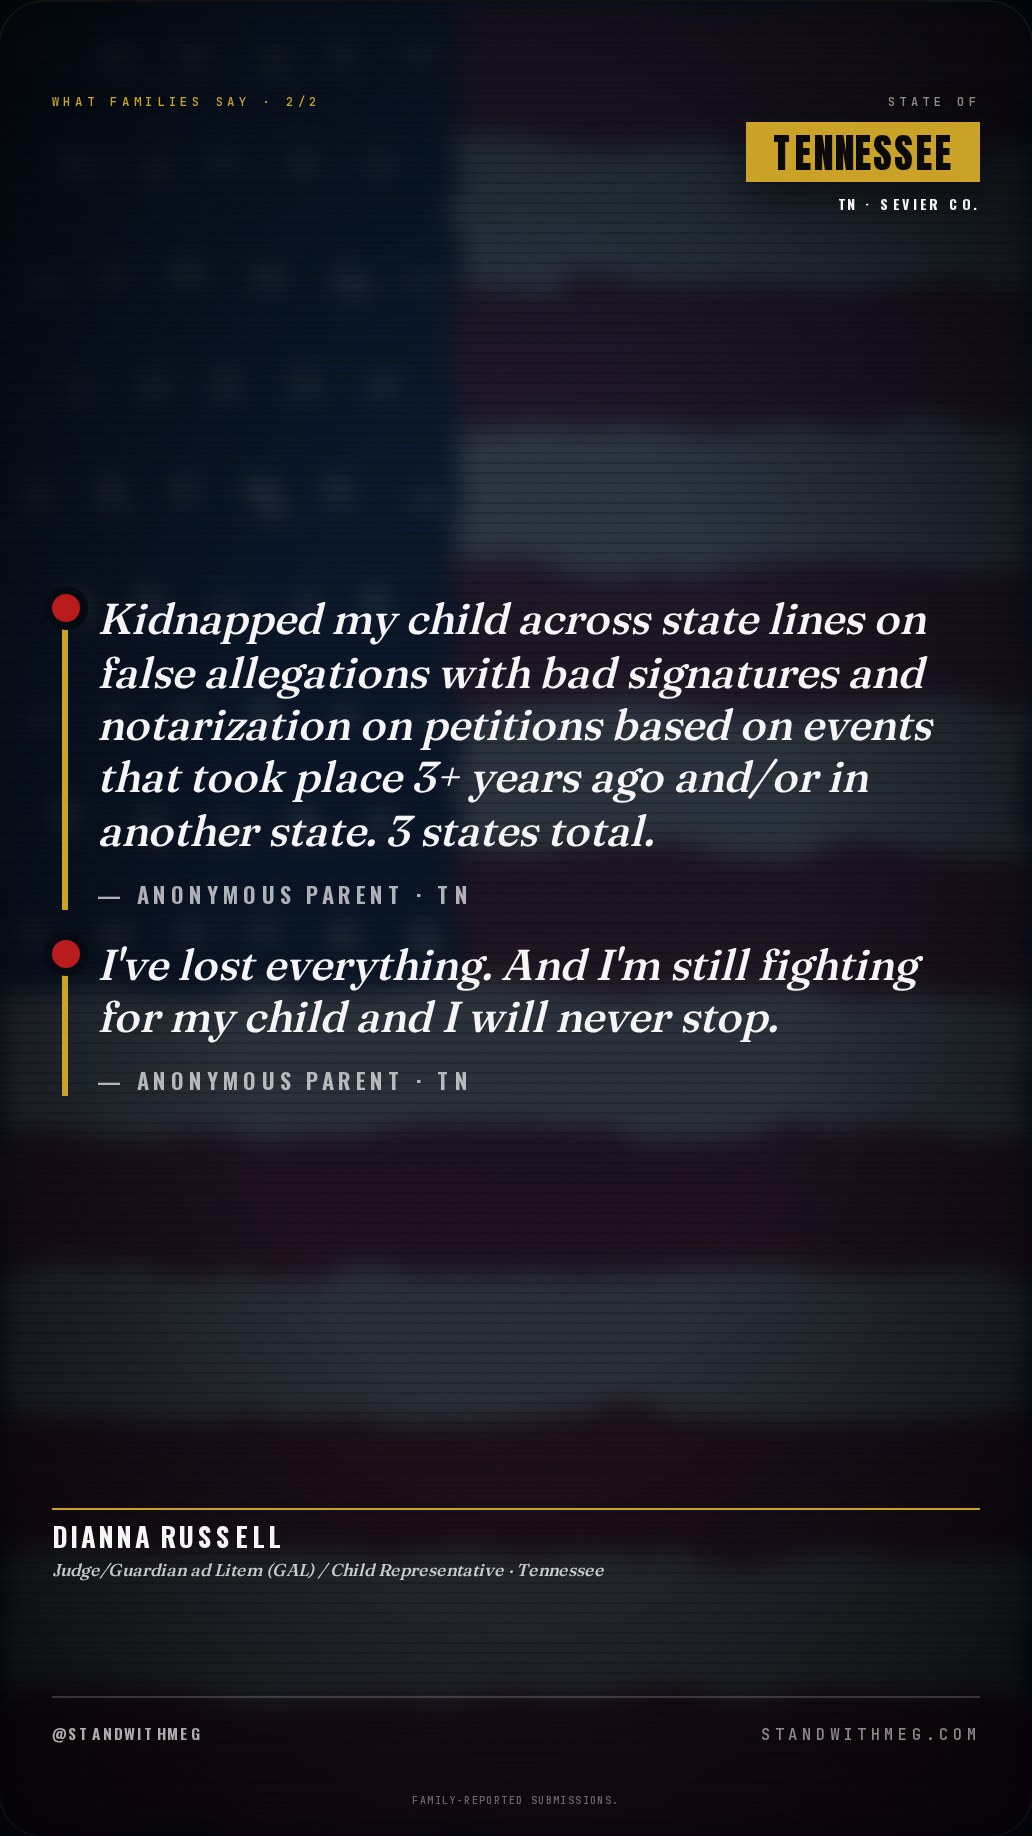 WHAT FAMILIES SAY · 2/2
STATE OF
TENNESSEE
TN · SEVIER CO.
Kidnapped my child across state lines on
false allegations with bad signatures and
notarization on petitions based on events
that took place 3+ years ago and/or in
another state. 3 states total.
— ANONYMOUS PARENT · TN
I've lost everything. And I'm still fighting
for my child and I will never stop.
— ANONYMOUS PARENT · TN
DIANNA RUSSELL
Judge/Guardian ad Litem (GAL) / Child Representative · Tennessee
@STANDWITHMEG
STANDWITHMEG.COM
FAMILY-REPORTED SUBMISSIONS.